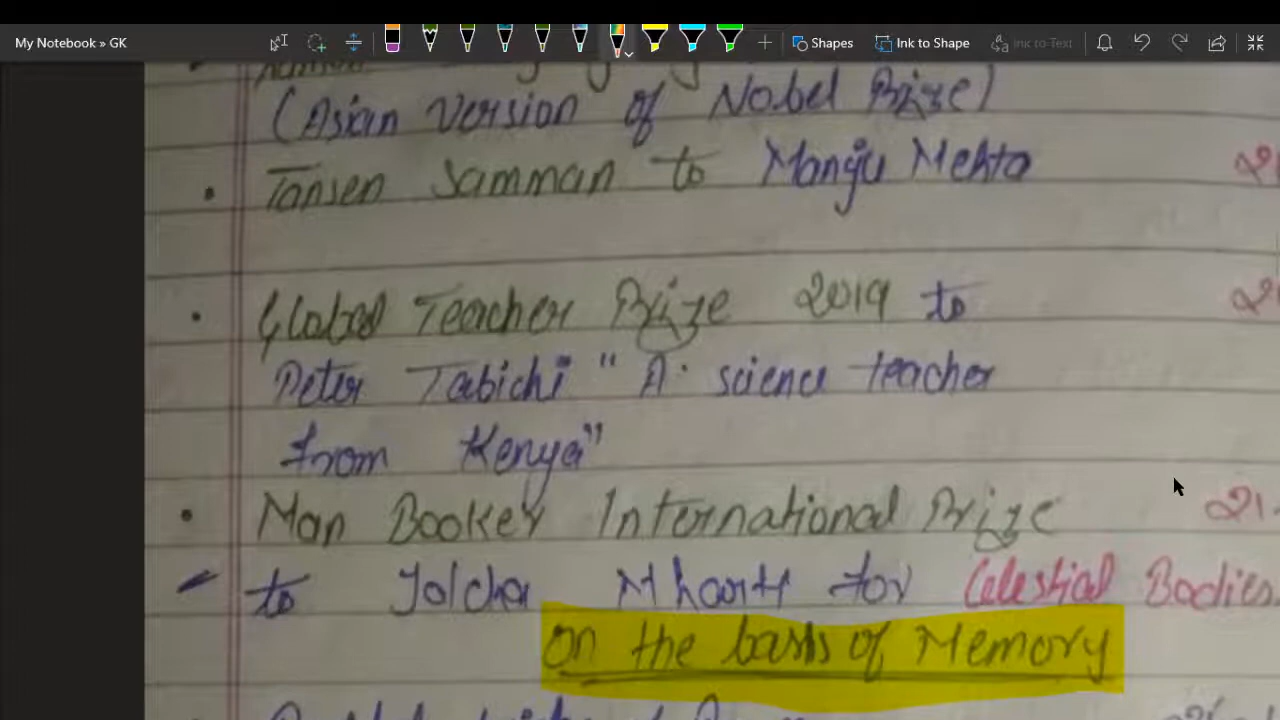 My Notebook » GK
Shapes
Ink to Shape
Ink to Text
(Asian Version of Nobel Prize)
• Tansen Samman to Manju Mehta
• Global Teacher Prize 2019 to
Peter Tabichi " A. science teacher
from Kenya"
• Man Booker International Prize
to Jolcha Mharti for Celestial Bodies.
on the basis of Memory